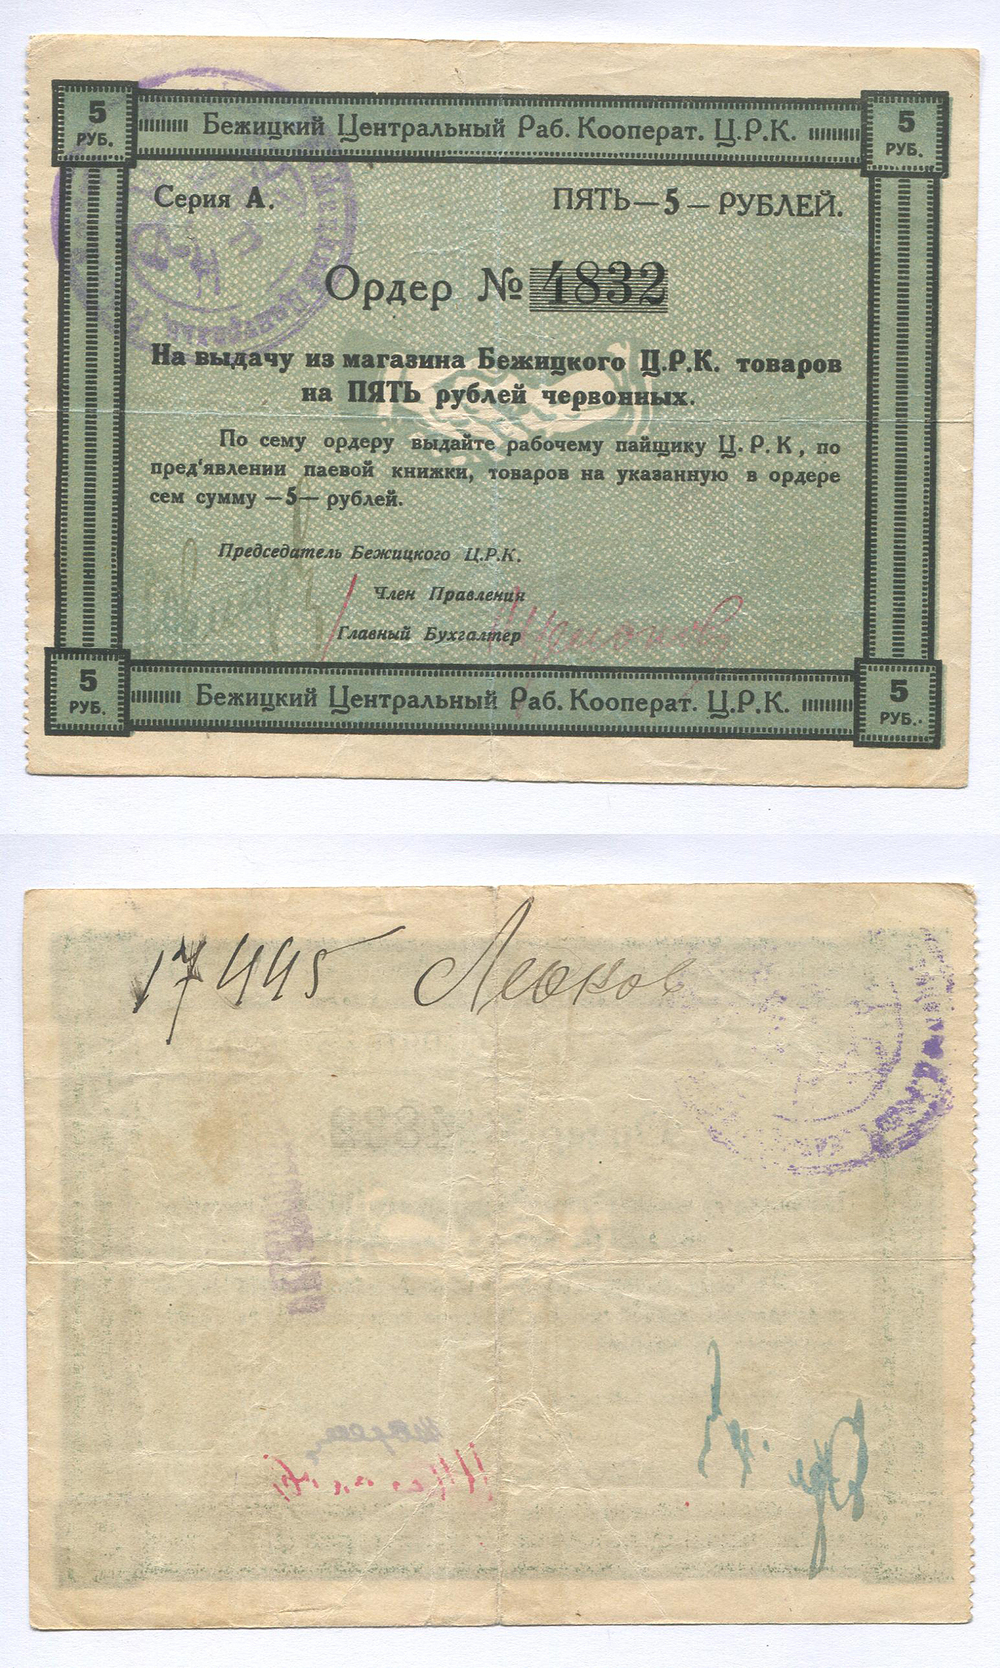 5 РУБ.
Бежицкий Центральный Раб. Кооперат. Ц.Р.К.
5 РУБ.
Серия А.
ПЯТЬ—5—РУБЛЕЙ.
Ордер № 4832
На выдачу из магазина Бежицкого Ц.Р.К. товаров
на ПЯТЬ рублей червонных.
По сему ордеру выдайте рабочему пайщику Ц.Р.К, по
пред'явлении паевой книжки, товаров на указанную в ордере
сем сумму —5— рублей.
Председатель Бежицкого Ц.Р.К.
Член Правления
Главный Бухгалтер
5 РУБ.
Бежицкий Центральный Раб. Кооперат. Ц.Р.К.
5 РУБ.
17445